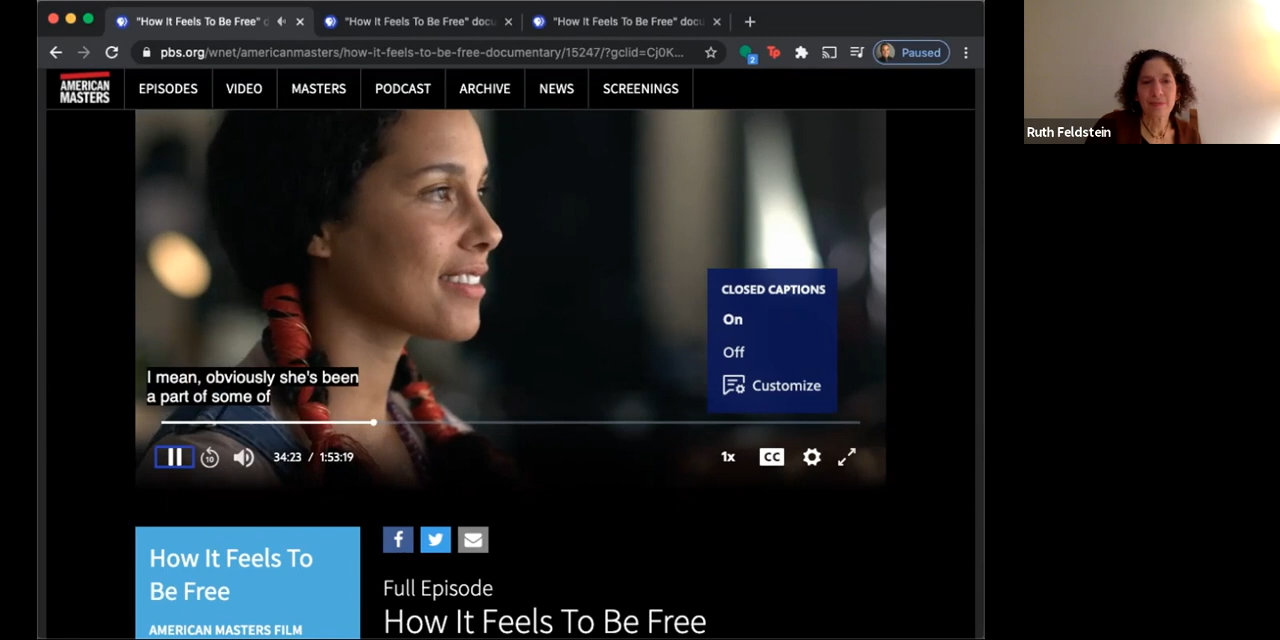 "How It Feels To Be Free" d
"How It Feels To Be Free" docu
"How It Feels To Be Free" docu
pbs.org/wnet/americanmasters/how-it-feels-to-be-free-documentary/15247/?gclid=Cj0K...
2
Tp
Paused
AMERICAN
MASTERS
EPISODES
VIDEO
MASTERS
PODCAST
ARCHIVE
NEWS
SCREENINGS
Ruth Feldstein
CLOSED CAPTIONS
On
Off
Customize
I mean, obviously she's been
a part of some of
10
34:23 / 1:53:19
1x
CC
How It Feels To
Be Free
AMERICAN MASTERS FILM
Full Episode
How It Feels To Be Free